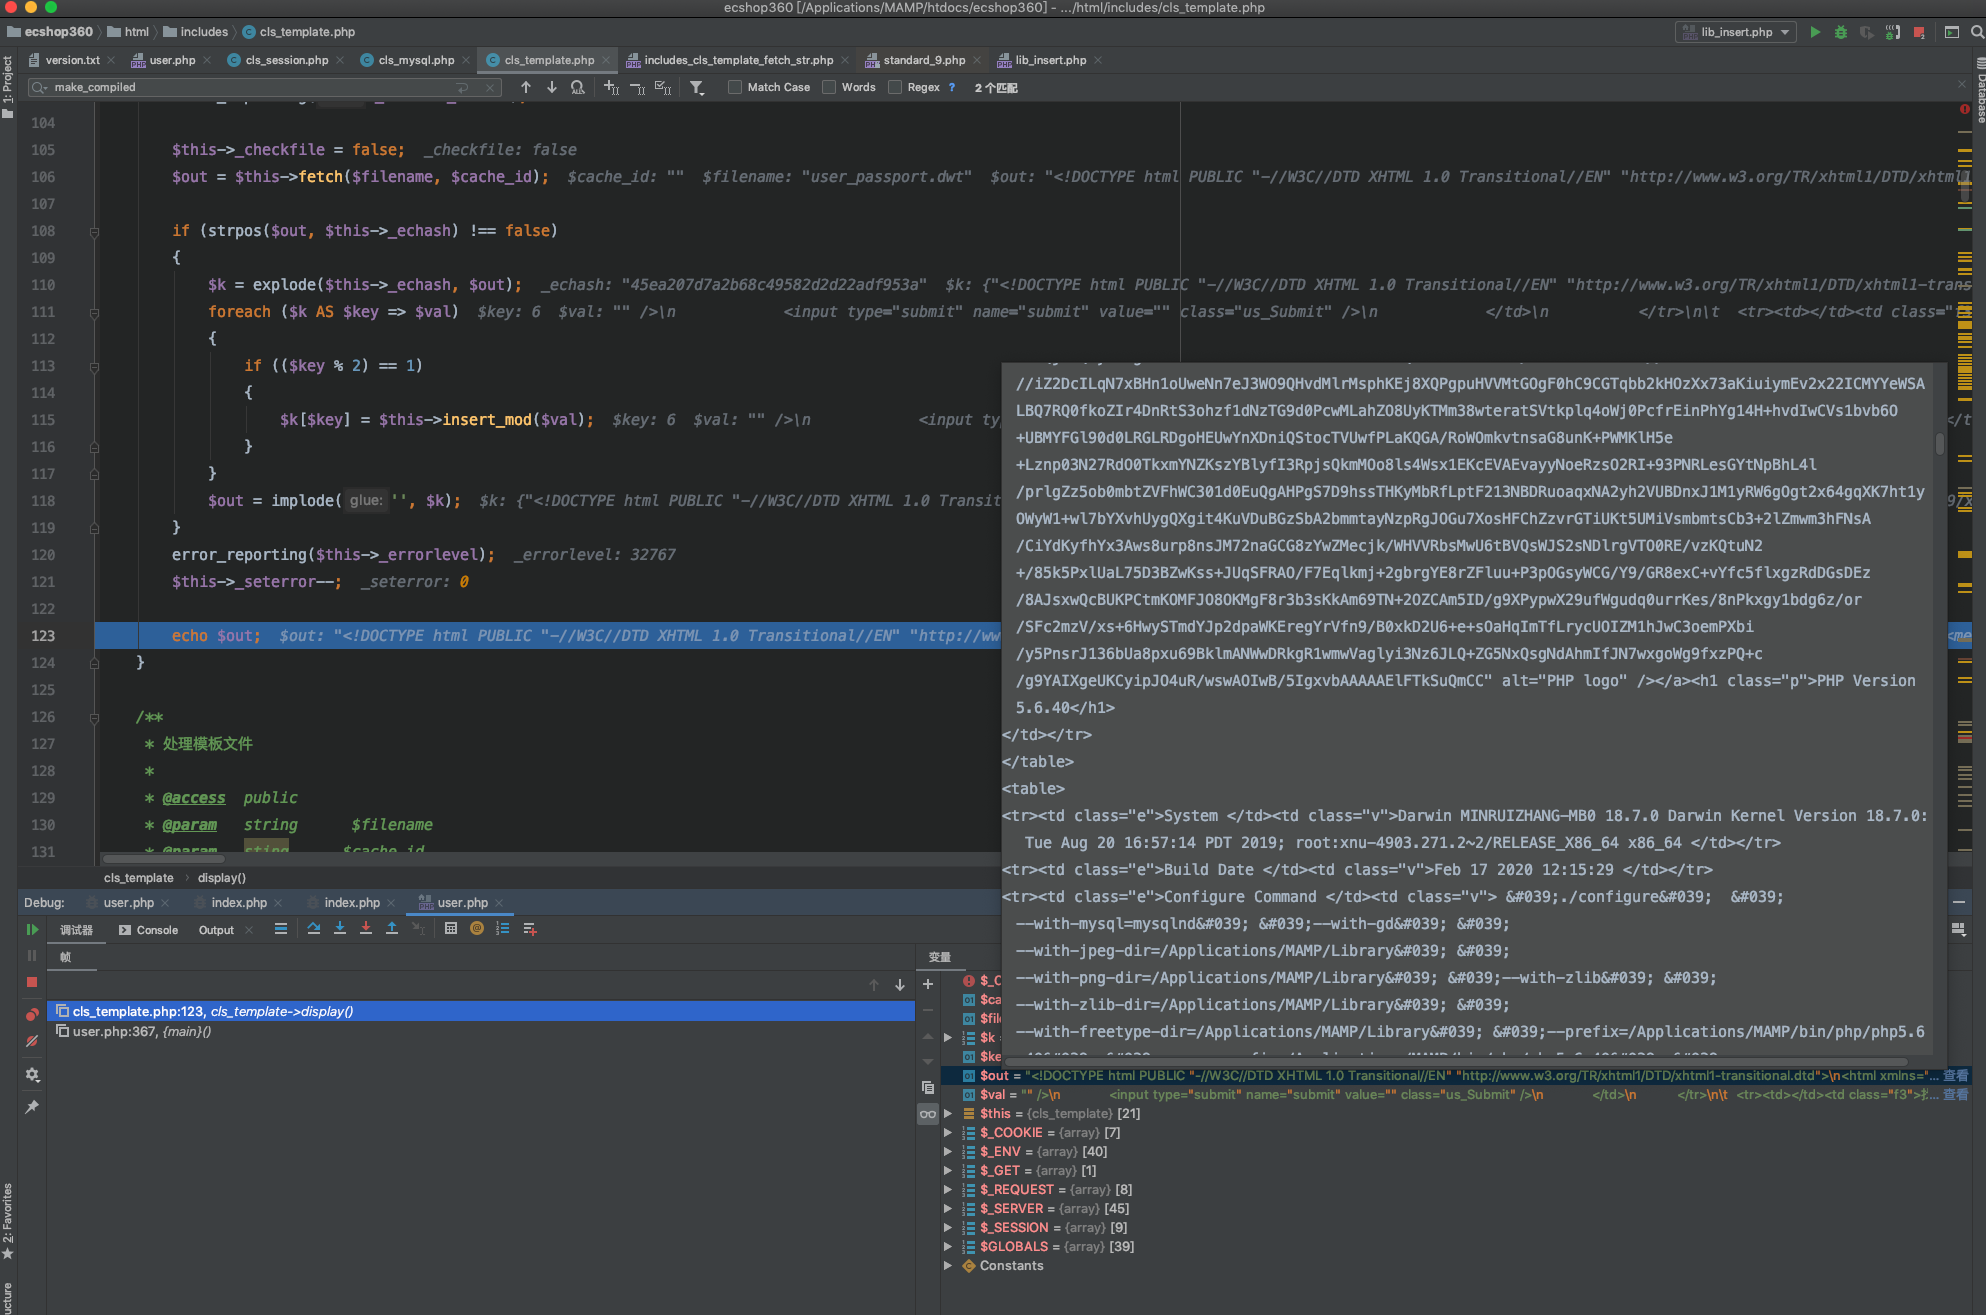 ecshop360 [/Applications/MAMP/htdocs/ecshop360] - .../html/includes/cls_template.php
ecshop360 html includes cls_template.php lib_insert.php
version.txt user.php cls_session.php cls_mysql.php cls_template.php includes_cls_template_fetch_str.php standard_9.php lib_insert.php
make_compiled Match Case Words Regex ? 2 个匹配
1: Project
Database
104
105 $this->_checkfile = false; _checkfile: false
106 $out = $this->fetch($filename, $cache_id); $cache_id: "" $filename: "user_passport.dwt" $out: "<!DOCTYPE html PUBLIC "-//W3C//DTD XHTML 1.0 Transitional//EN" "http://www.w3.org/TR/xhtml1/DTD/xhtml1
107
108 if (strpos($out, $this->_echash) !== false)
109 {
110 $k = explode($this->_echash, $out); _echash: "45ea207d7a2b68c49582d2d22adf953a" $k: {"<!DOCTYPE html PUBLIC "-//W3C//DTD XHTML 1.0 Transitional//EN" "http://www.w3.org/TR/xhtml1/DTD/xhtml1-trans
111 foreach ($k AS $key => $val) $key: 6 $val: "" />\n <input type="submit" name="submit" value="" class="us_Submit" />\n </td>\n </tr>\n\t <tr><td></td><td class="f3
112 {
113 if (($key % 2) == 1)
114 {
115 $k[$key] = $this->insert_mod($val); $key: 6 $val: "" />\n <input ty
116 }
117 }
118 $out = implode( glue: '', $k); $k: {"<!DOCTYPE html PUBLIC "-//W3C//DTD XHTML 1.0 Transit
119 }
120 error_reporting($this->_errorlevel); _errorlevel: 32767
121 $this->_seterror--; _seterror: 0
122
123 echo $out; $out: "<!DOCTYPE html PUBLIC "-//W3C//DTD XHTML 1.0 Transitional//EN" "http://ww
124 }
125
126 /**
127 * 处理模板文件
128 *
129 * @access public
130 * @param string $filename
131 * @param sting $cache_id
//iZ2DcILqN7xBHn1oUweNn7eJ3WO9QHvdMlrMsphKEj8XQPgpuHVVMtGOgF0hC9CGTqbb2kHOzXx73aKiuiymEv2x22ICMYYeWSA
LBQ7RQ0fkoZIr4DnRtS3ohzf1dNzTG9d0PcwMLahZO8UyKTMm38wteratSVtkplq4oWj0PcfrEinPhYg14H+hvdIwCVs1bvb6O
+UBMYFGl90d0LRGLRDgoHEUwYnXDniQStocTVUwfPLaKQGA/RoWOmkvtnsaG8unK+PWMKlH5e
+Lznp03N27RdO0TkxmYNZKszYBlyfI3RpjsQkmMOo8ls4Wsx1EKcEVAEvayyNoeRzsO2RI+93PNRLesGYtNpBhL4l
/prlgZz5ob0mbtZVFhWC301d0EuQgAHPgS7D9hssTHKyMbRfLptF213NBDRuoaqxNA2yh2VUBDnxJ1M1yRW6gOgt2x64gqXK7ht1y
OWyW1+wl7bYXvhUygQXgit4KuVDuBGzSbA2bmmtayNzpRgJOGu7XosHFChZzvrGTiUKt5UMiVsmbmtsCb3+2lZmwm3hFNsA
/CiYdKyfhYx3Aws8urp8nsJM72naGCG8zYwZMecjk/WHVVRbsMwU6tBVQsWJS2sNDlrgVTO0RE/vzKQtuN2
+/85k5PxlUaL75D3BZwKss+JUqSFRAO/F7Eqlkmj+2gbrgYE8rZFluu+P3pOGsyWCG/Y9/GR8exC+vYfc5flxgzRdDGsDEz
/8AJsxwQcBUKPCtmKOMFJO8OKMgF8r3b3sKkAm69TN+2OZCAm5ID/g9XPypwX29ufWgudq0urrKes/8nPkxgy1bdg6z/or
/SFc2mzV/xs+6HwySTmdYJp2dpaWKEregYrVfn9/B0xkD2U6+e+sOaHqImTfLrycUOIZM1hJwC3oemPXbi
/y5PnsrJ136bUa8pxu69BklmANWwDRkgR1wmwVaglyi3Nz6JLQ+ZG5NxQsgNdAhmIfJN7wxgoWg9fxzPQ+c
/g9YAIXgeUKCyipJO4uR/wswAOIwB/5IgxvbAAAAAElFTkSuQmCC" alt="PHP logo" /></a><h1 class="p">PHP Version
5.6.40</h1>
</td></tr>
</table>
<table>
<tr><td class="e">System </td><td class="v">Darwin MINRUIZHANG-MB0 18.7.0 Darwin Kernel Version 18.7.0:
Tue Aug 20 16:57:14 PDT 2019; root:xnu-4903.271.2~2/RELEASE_X86_64 x86_64 </td></tr>
<tr><td class="e">Build Date </td><td class="v">Feb 17 2020 12:15:29 </td></tr>
<tr><td class="e">Configure Command </td><td class="v"> &#039;./configure&#039; &#039;
--with-mysql=mysqlnd&#039; &#039;--with-gd&#039; &#039;
--with-jpeg-dir=/Applications/MAMP/Library&#039; &#039;
--with-png-dir=/Applications/MAMP/Library&#039; &#039;--with-zlib&#039; &#039;
--with-zlib-dir=/Applications/MAMP/Library&#039; &#039;
--with-freetype-dir=/Applications/MAMP/Library&#039; &#039;--prefix=/Applications/MAMP/bin/php/php5.6
cls_template display()
Debug: user.php index.php index.php user.php
调试器 Console Output
帧
变量
cls_template.php:123, cls_template->display()
user.php:367, {main}()
$_C
$ca
$file
$k =
$ke
$out = "<!DOCTYPE html PUBLIC "-//W3C//DTD XHTML 1.0 Transitional//EN" "http://www.w3.org/TR/xhtml1/DTD/xhtml1-transitional.dtd">\n<html xmlns="... 查看
$val = "" />\n <input type="submit" name="submit" value="" class="us_Submit" />\n </td>\n </tr>\n\t <tr><td></td><td class="f3">... 查看
$this = {cls_template} [21]
$_COOKIE = {array} [7]
$_ENV = {array} [40]
$_GET = {array} [1]
$_REQUEST = {array} [8]
$_SERVER = {array} [45]
$_SESSION = {array} [9]
$GLOBALS = {array} [39]
Constants
2: Favorites
ucture